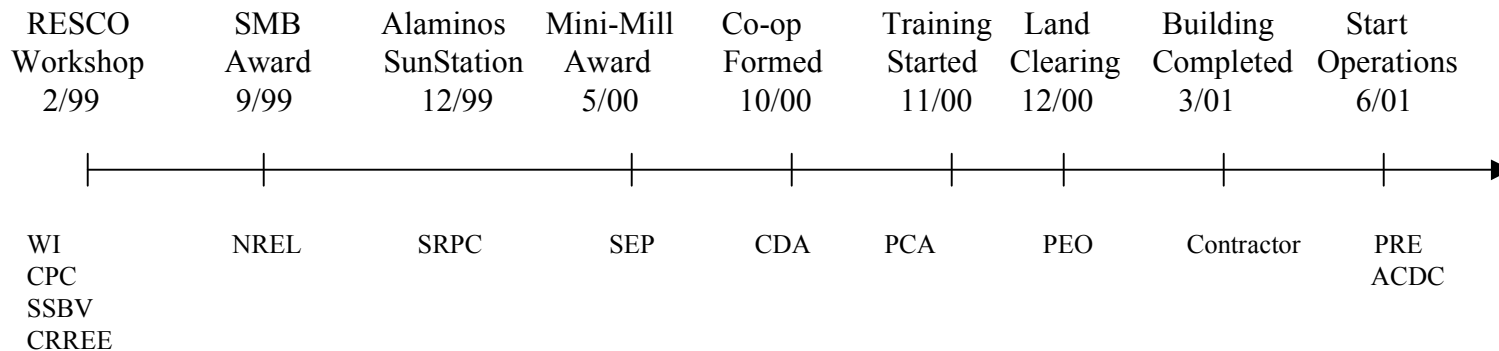 RESCO SMB Alaminos Mini-Mill Co-op Training Land Building Start
Workshop Award SunStation Award Formed Started Clearing Completed Operations
2/99 9/99 12/99 5/00 10/00 11/00 12/00 3/01 6/01
WI NREL SRPC SEP CDA PCA PEO Contractor PRE
CPC ACDC
SSBV
CRREE